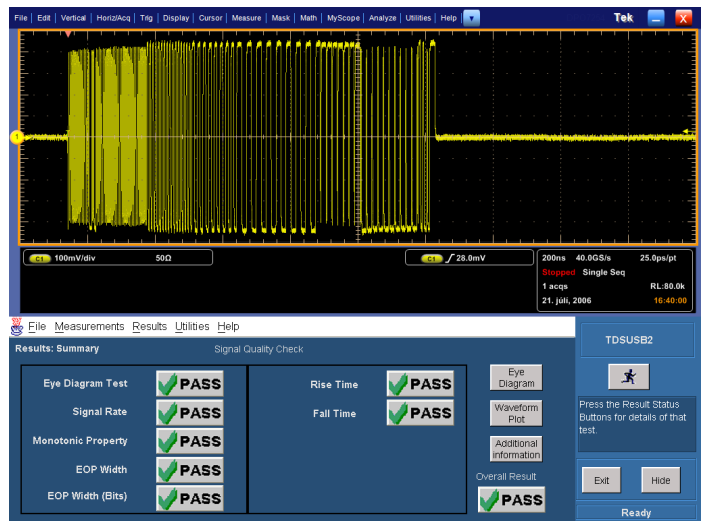 File | Edit | Vertical | Horiz/Acq | Trig | Display | Cursor | Measure | Mask | Math | MyScope | Analyze | Utilities | Help | Tek X
1
C1 100mV/div 50Ω
C1 28.0mV
200ns 40.0GS/s 25.0ps/pt
Stopped Single Seq
1 acqs RL:80.0k
21. júlí, 2006 16:40:00
File Measurements Results Utilities Help
TDSUSB2
Results: Summary Signal Quality Check
Eye Diagram Test PASS
Signal Rate PASS
Monotonic Property PASS
EOP Width PASS
EOP Width (Bits) PASS
Rise Time PASS
Fall Time PASS
Eye Diagram
Waveform Plot
Additional information
Overall Result
PASS
Press the Result Status
Buttons for details of that
test.
Exit Hide
Ready